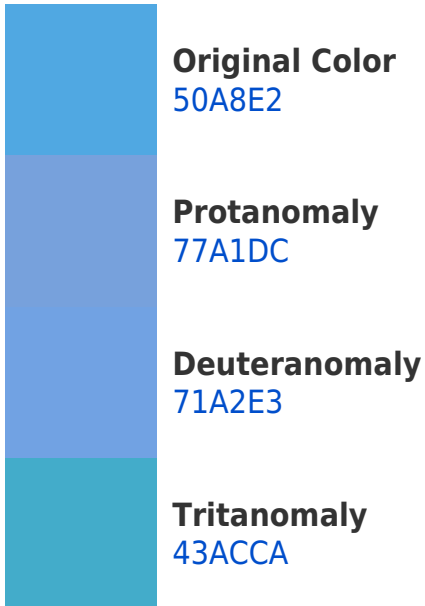 Original Color
50A8E2
Protanomaly
77A1DC
Deuteranomaly
71A2E3
Tritanomaly
43ACCA